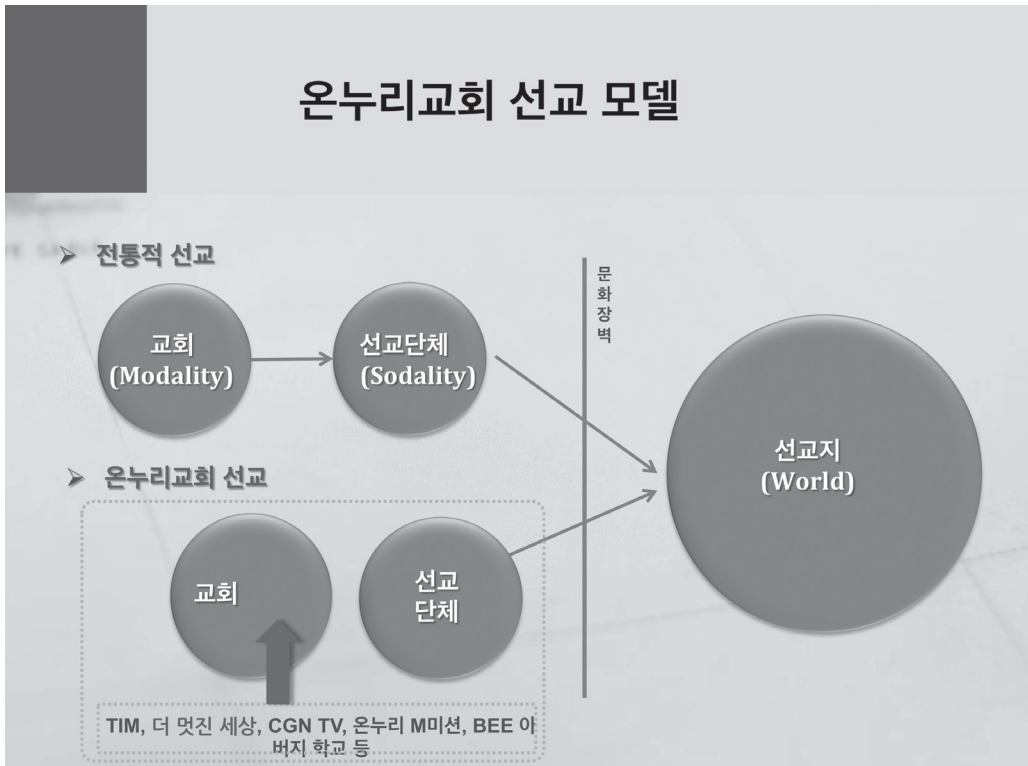 온누리교회 선교 모델
➢ 전통적 선교
교회
(Modality)
선교단체
(Sodality)
문
화
장
벽
선교지
(World)
➢ 온누리교회 선교
교회
선교
단체
TIM, 더 멋진 세상, CGN TV, 온누리 M미션, BEE 아
버지 학교 등